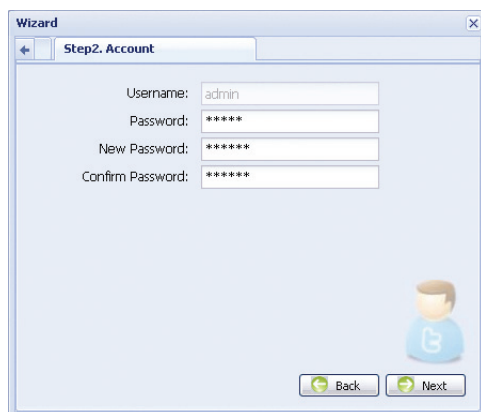 Wizard
Step2. Account
Username: admin
Password: *****
New Password: ******
Confirm Password: ******
t
Back Next